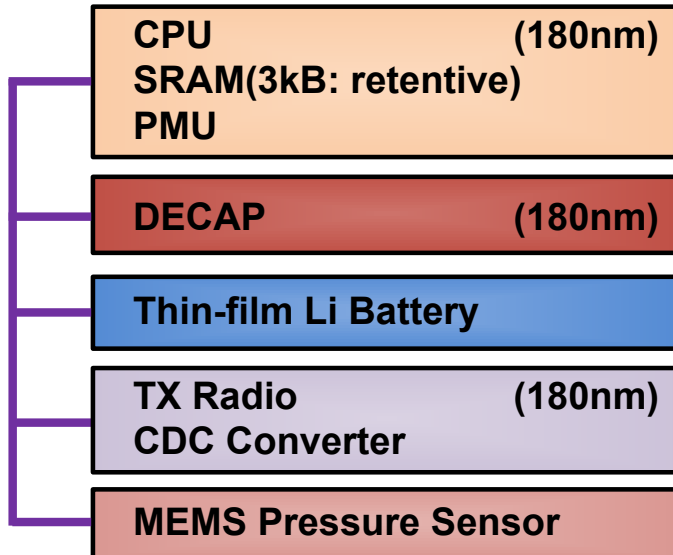 CPU (180nm)
SRAM(3kB: retentive)
PMU
DECAP (180nm)
Thin-film Li Battery
TX Radio (180nm)
CDC Converter
MEMS Pressure Sensor